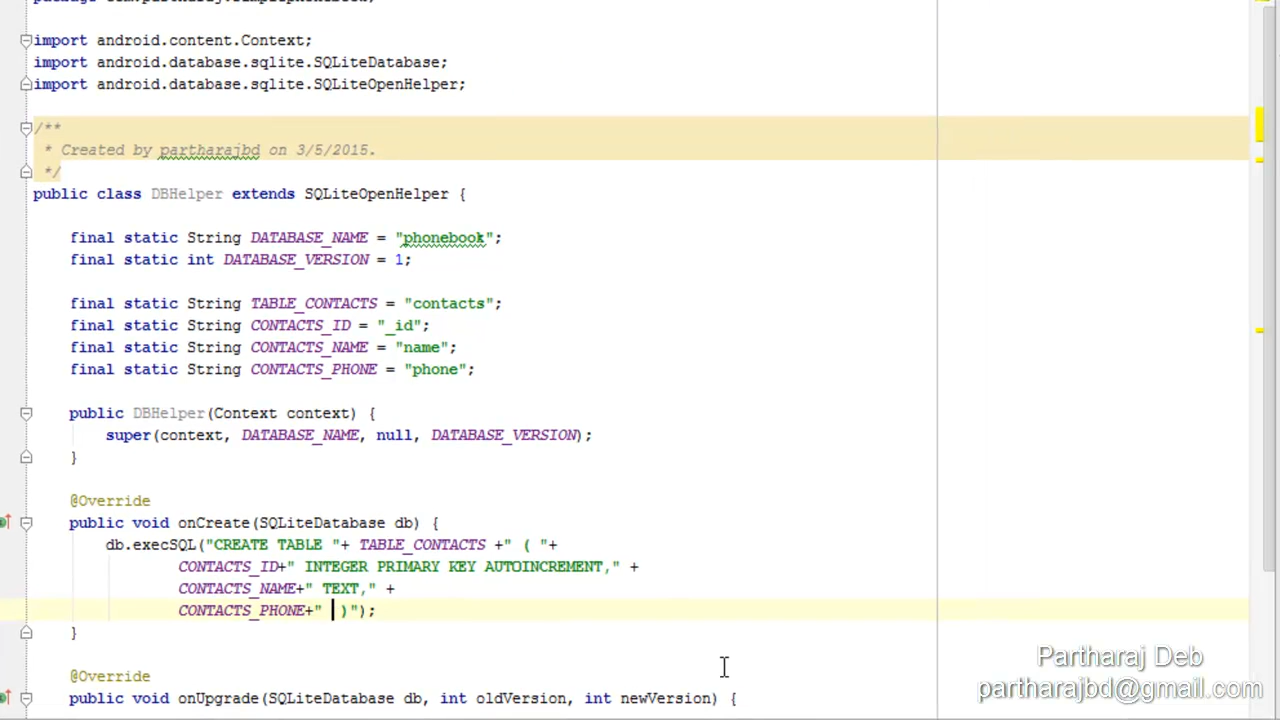 import android.content.Context;
import android.database.sqlite.SQLiteDatabase;
import android.database.sqlite.SQLiteOpenHelper;
/**
* Created by partharajbd on 3/5/2015.
*/
public class DBHelper extends SQLiteOpenHelper {
final static String DATABASE_NAME = "phonebook";
final static int DATABASE_VERSION = 1;
final static String TABLE_CONTACTS = "contacts";
final static String CONTACTS_ID = "_id";
final static String CONTACTS_NAME = "name";
final static String CONTACTS_PHONE = "phone";
public DBHelper(Context context) {
super(context, DATABASE_NAME, null, DATABASE_VERSION);
}
@Override
public void onCreate(SQLiteDatabase db) {
db.execSQL("CREATE TABLE "+ TABLE_CONTACTS +" ( "+
CONTACTS_ID+" INTEGER PRIMARY KEY AUTOINCREMENT," +
CONTACTS_NAME+" TEXT," +
CONTACTS_PHONE+" )");
}
@Override
public void onUpgrade(SQLiteDatabase db, int oldVersion, int newVersion) {
Partharaj Deb
partharajbd@gmail.com